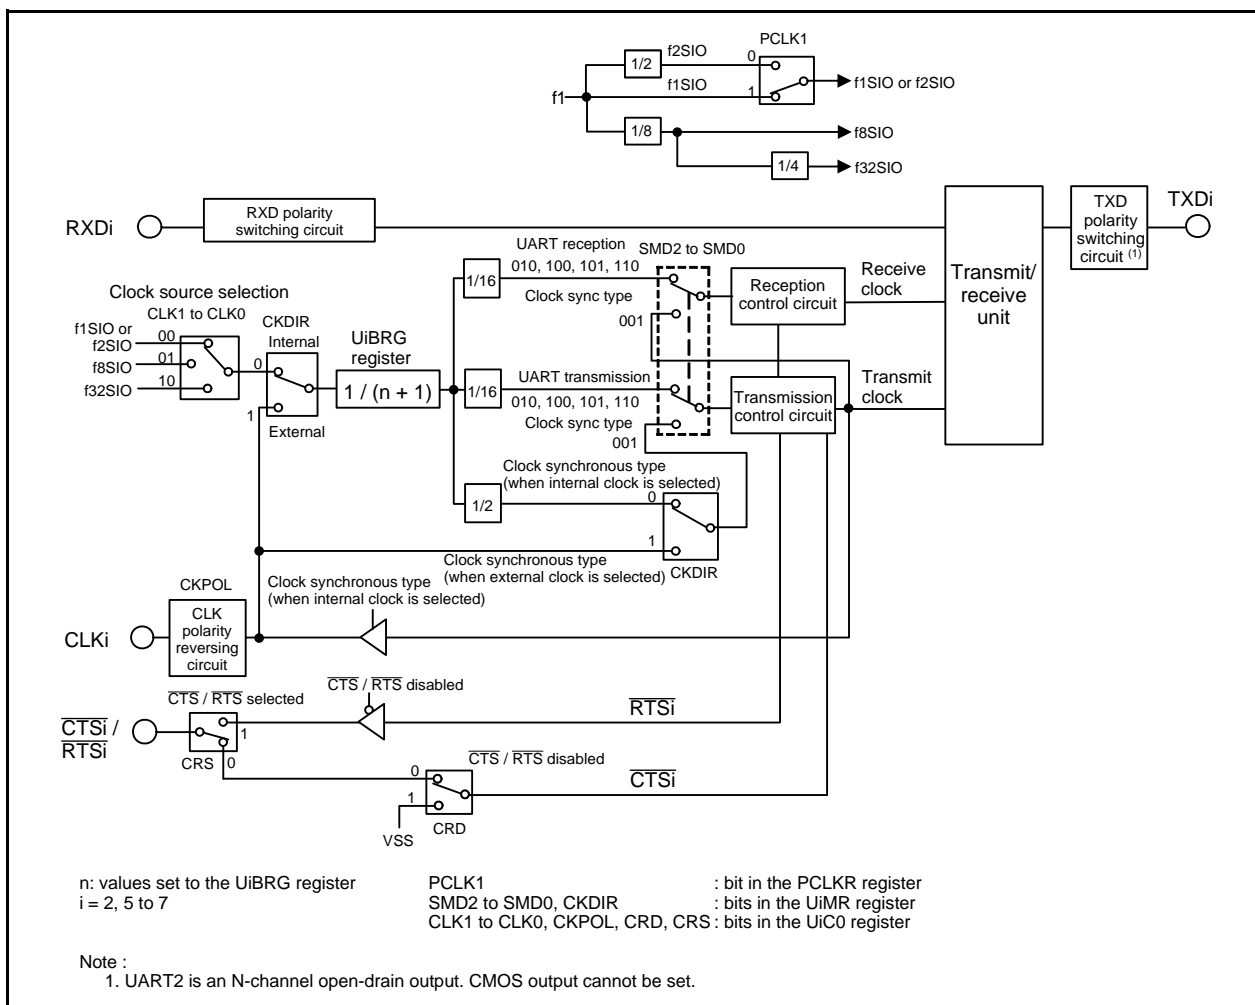 PCLK1
f2SIO
0
1/2
f1SIO
f1
1
f1SIO or f2SIO
1/8
f8SIO
1/4
f32SIO
RXDi
RXD polarity
switching circuit
TXD
polarity
switching
circuit (1)
TXDi
Transmit/
receive
unit
UART reception
SMD2 to SMD0
1/16
010, 100, 101, 110
Clock sync type
001
Reception
control circuit
Receive
clock
Clock source selection
CLK1 to CLK0
f1SIO or
f2SIO
00
f8SIO
01
f32SIO
10
CKDIR
Internal
0
1
External
UiBRG
register
1 / (n + 1)
1/16
UART transmission
010, 100, 101, 110
Clock sync type
001
Transmission
control circuit
Transmit
clock
Clock synchronous type
(when internal clock is selected)
1/2
0
1
Clock synchronous type
(when external clock is selected)
CKDIR
CKPOL
CLKi
CLK
polarity
reversing
circuit
Clock synchronous type
(when internal clock is selected)
CTS / RTS selected
CTS / RTS disabled
CTSi /
RTSi
1
0
CRS
RTSi
CTS / RTS disabled
0
1
VSS
CRD
CTSi
n: values set to the UiBRG register
i = 2, 5 to 7
PCLK1 : bit in the PCLKR register
SMD2 to SMD0, CKDIR : bits in the UiMR register
CLK1 to CLK0, CKPOL, CRD, CRS : bits in the UiC0 register
Note :
1. UART2 is an N-channel open-drain output. CMOS output cannot be set.